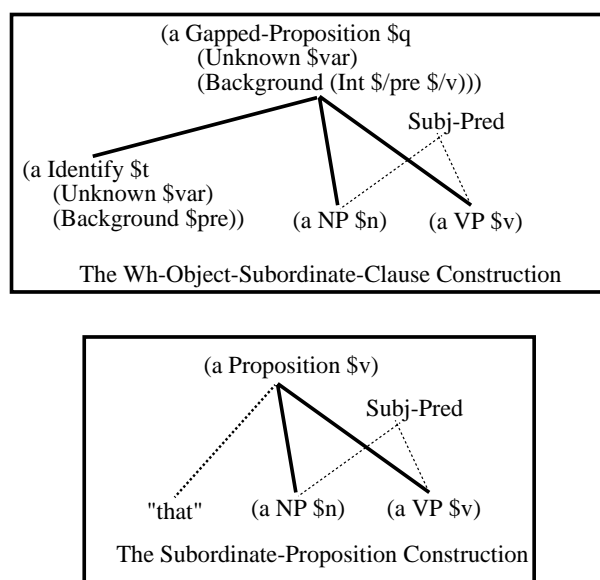 (a Gapped-Proposition $q
(Unknown $var)
(Background (Int $/pre $/v)))
Subj-Pred
(a Identify $t
(Unknown $var)
(Background $pre))
(a NP $n)
(a VP $v)
The Wh-Object-Subordinate-Clause Construction
(a Proposition $v)
Subj-Pred
"that"
(a NP $n)
(a VP $v)
The Subordinate-Proposition Construction